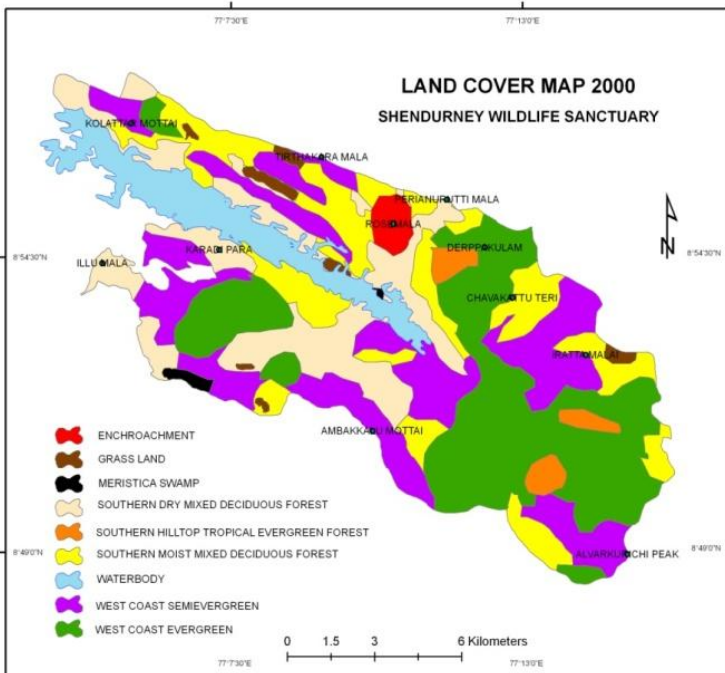 77°7'30"E
77°13'0"E
LAND COVER MAP 2000
SHENDURNEY WILDLIFE SANCTUARY
KOLATTAR MOTTAI
TIRTHAKARA MALA
PERIANURUTTI MALA
ROSEMALA
N
KARADI PARA
DERPPAKULAM
8°54'30"N
ILLU MALA
8°54'30"N
CHAVAKATTU TERI
IRATTAMALAI
AMBAKKADU MOTTAI
ENCHROACHMENT
GRASS LAND
MERISTICA SWAMP
SOUTHERN DRY MIXED DECIDUOUS FOREST
SOUTHERN HILLTOP TROPICAL EVERGREEN FOREST
SOUTHERN MOIST MIXED DECIDUOUS FOREST
WATERBODY
WEST COAST SEMIEVERGREEN
WEST COAST EVERGREEN
8°49'0"N
ALVARKURICHI PEAK
8°49'0"N
0 1.5 3 6 Kilometers
77°7'30"E
77°13'0"E